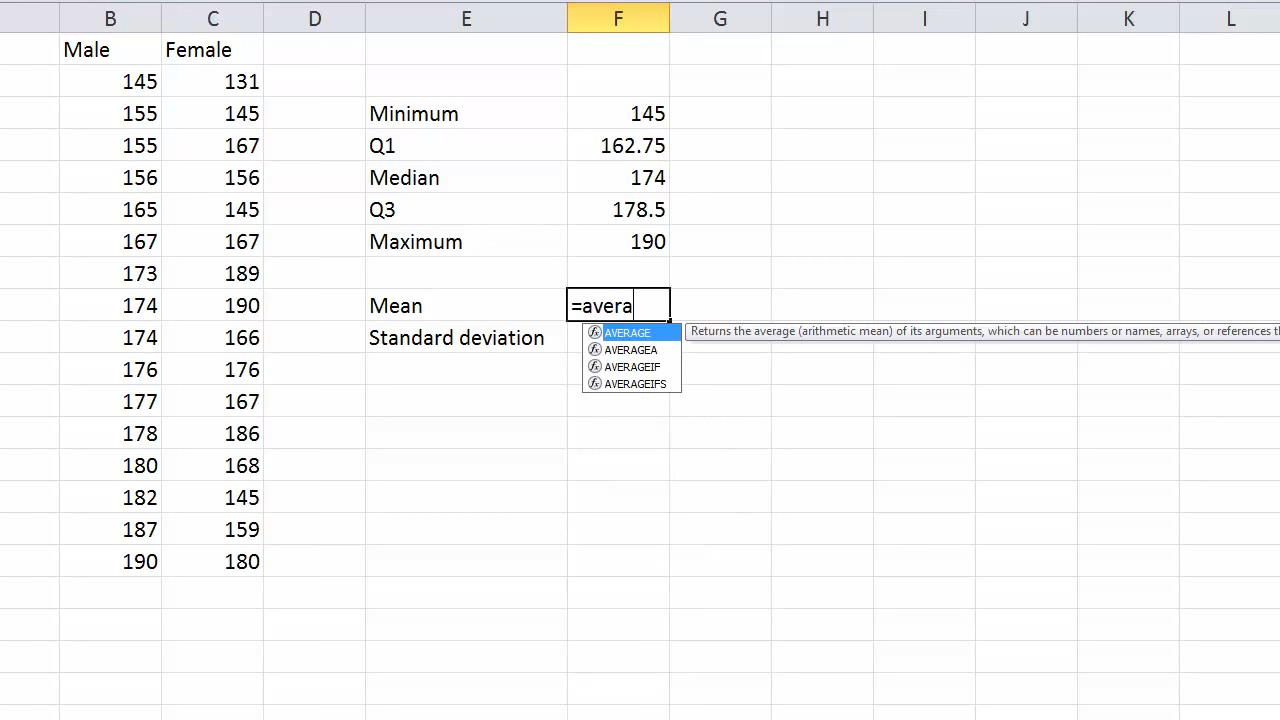 B C D E F G H I J K L
Male Female
145 131
155 145 Minimum 145
155 167 Q1 162.75
156 156 Median 174
165 145 Q3 178.5
167 167 Maximum 190
173 189
174 190 Mean =avera
174 166 Standard deviation
AVERAGE Returns the average (arithmetic mean) of its arguments, which can be numbers or names, arrays, or references t
AVERAGEA
176 176 AVERAGEIF
AVERAGEIFS
177 167
178 186
180 168
182 145
187 159
190 180